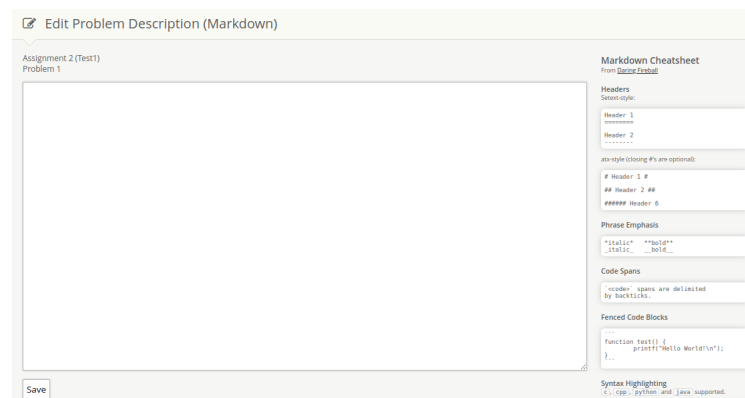 Edit Problem Description (Markdown)
Assignment 2 (Test1)
Problem 1
Save
Markdown Cheatsheet
From Daring Fireball
Headers
Setext-style:
Header 1
========
Header 2
--------
atx-style (closing #'s are optional):
# Header 1 #
## Header 2 ##
###### Header 6
Phrase Emphasis
*italic*   **bold**
_italic_   __bold__
Code Spans
`<code>` spans are delimited
by backticks.
Fenced Code Blocks
```
function test() {
        printf("Hello World!\n");
}
```
Syntax Highlighting
c, cpp, python and java supported.